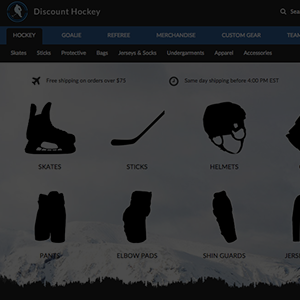 Discount Hockey
Sea
HOCKEY GOALIE REFEREE MERCHANDISE CUSTOM GEAR TEAM
Skates Sticks Protective Bags Jerseys & Socks Undergarments Apparel Accessories
Free shipping on orders over $75 Same day shipping before 4:00 PM EST
SKATES STICKS HELMETS
PANTS ELBOW PADS SHIN GUARDS JERS